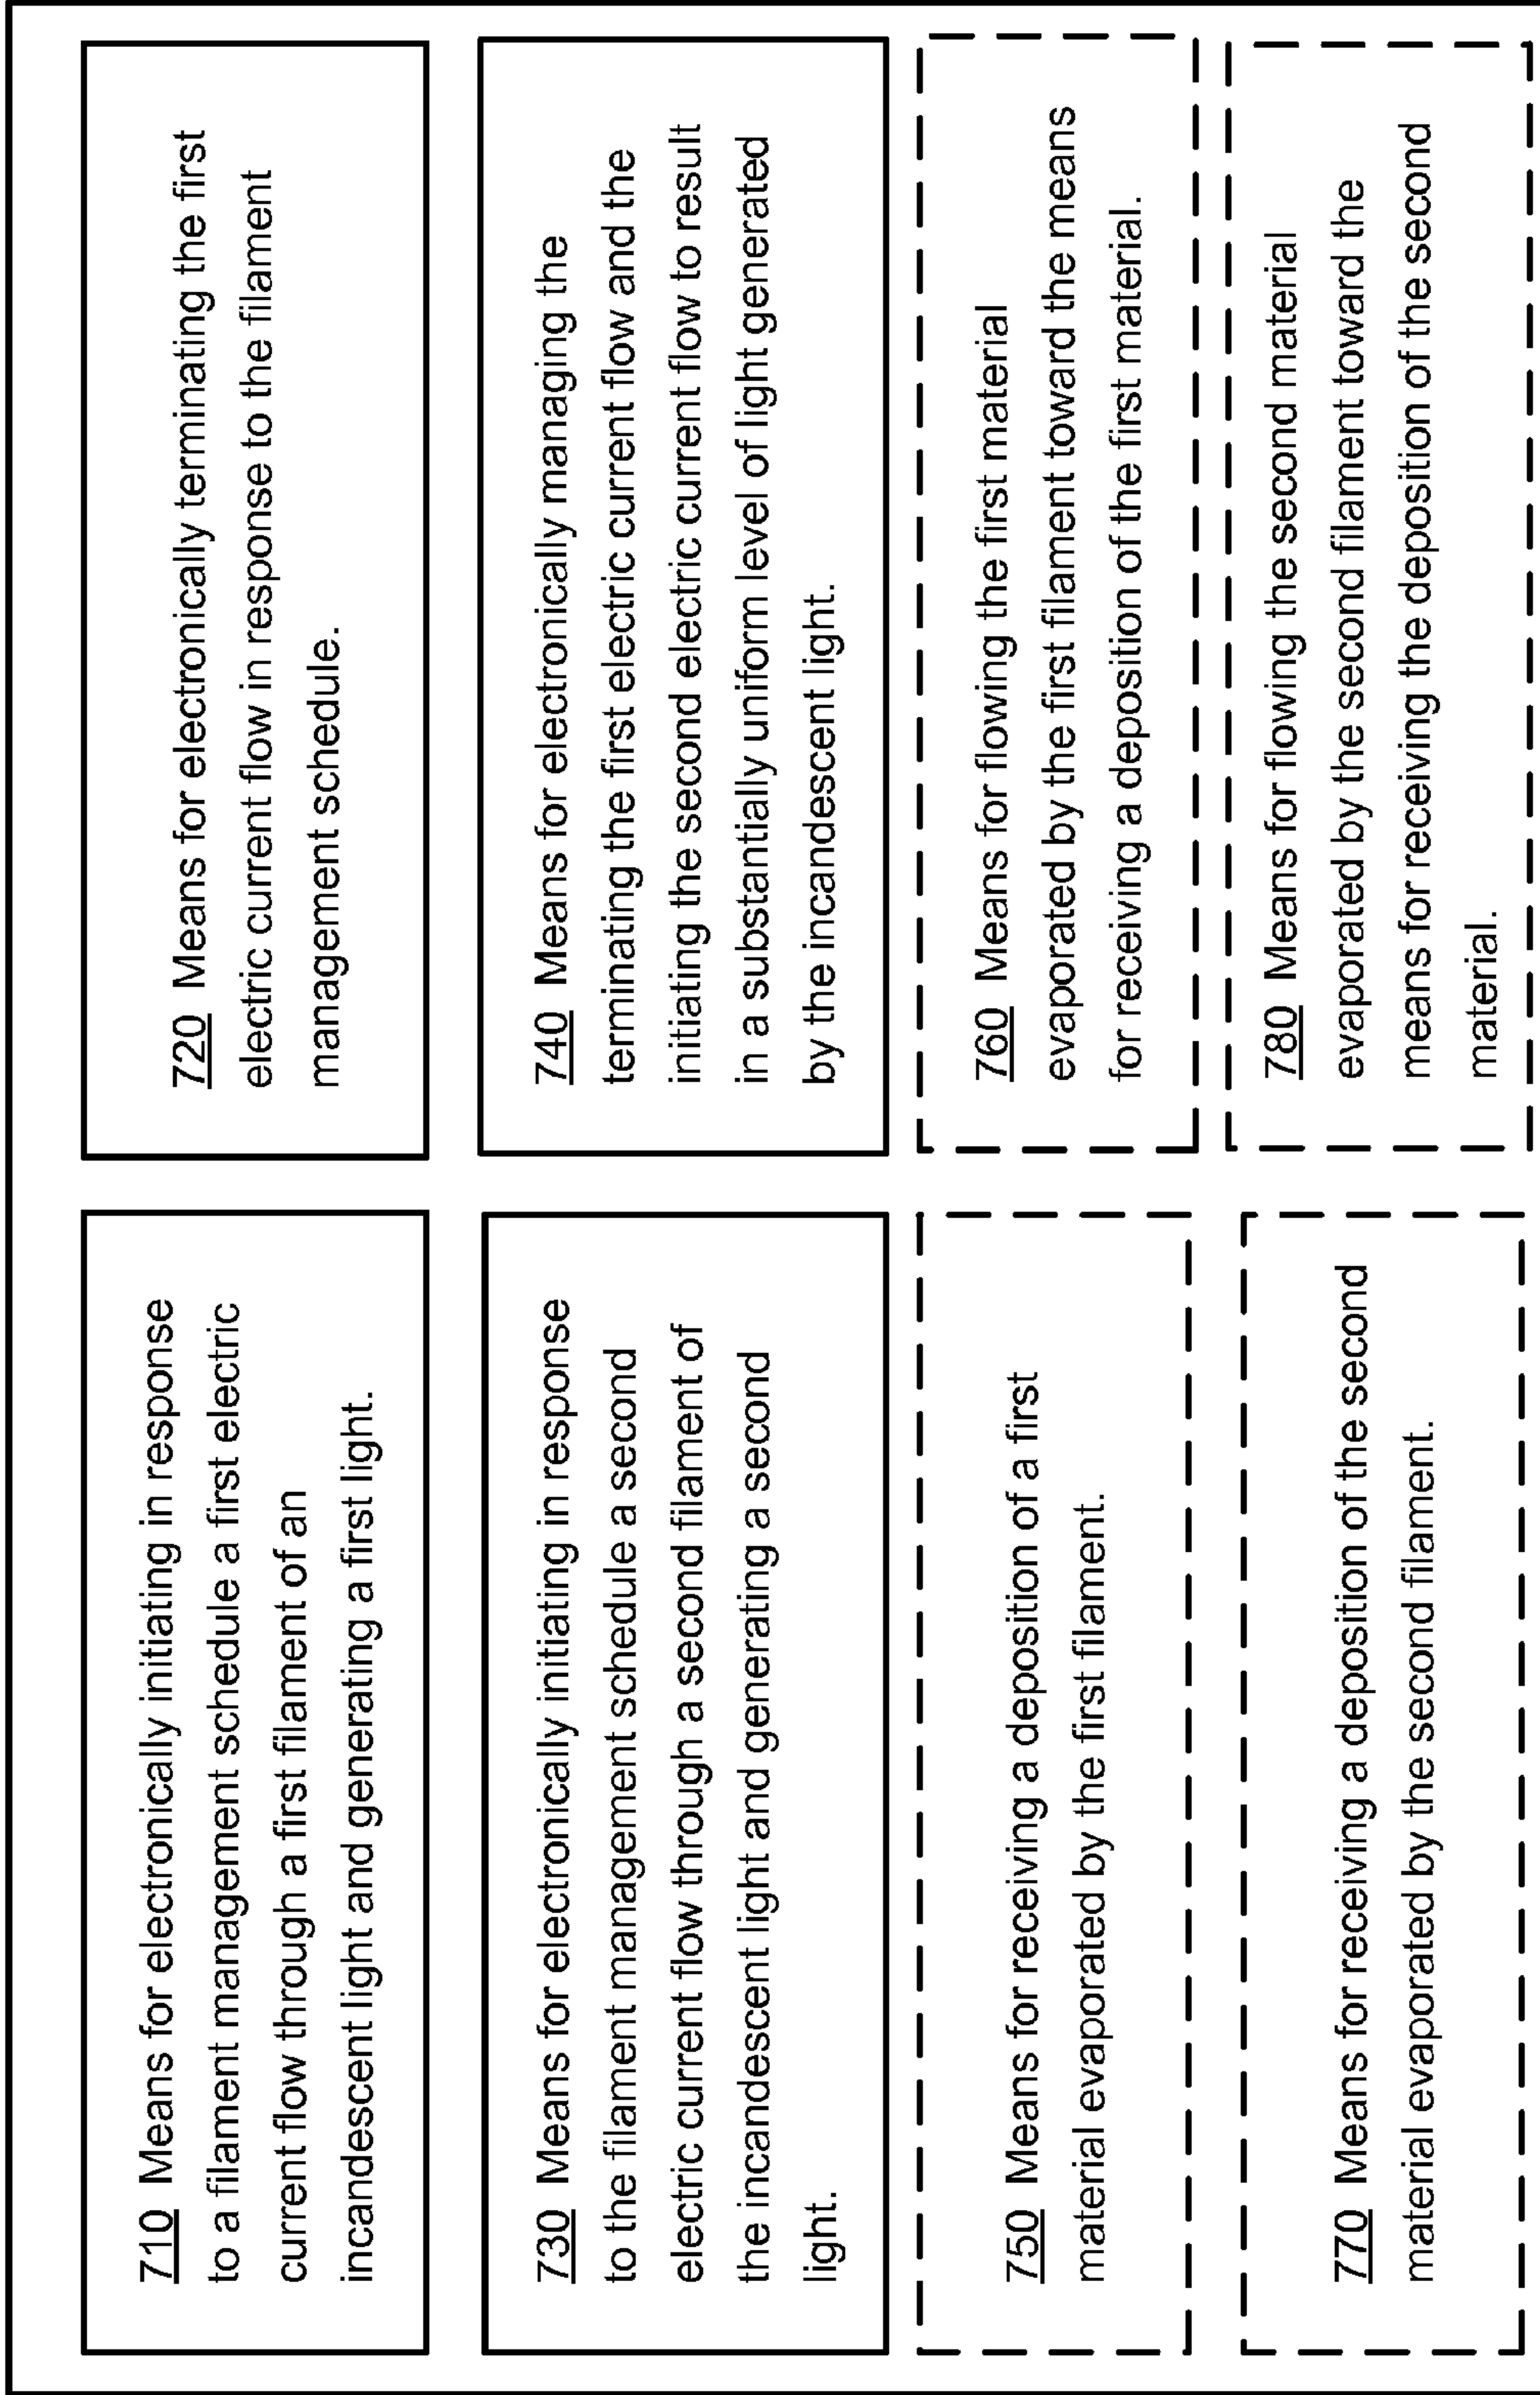 710 Means for electronically initiating in response
to a filament management schedule a first electric
current flow through a first filament of an
incandescent light and generating a first light.
720 Means for electronically terminating the first
electric current flow in response to the filament
management schedule.
730 Means for electronically initiating in response
to the filament management schedule a second
electric current flow through a second filament of
the incandescent light and generating a second
light.
740 Means for electronically managing the
terminating the first electric current flow and the
initiating the second electric current flow to result
in a substantially uniform level of light generated
by the incandescent light.
750 Means for receiving a deposition of a first
material evaporated by the first filament.
760 Means for flowing the first material
evaporated by the first filament toward the means
for receiving a deposition of the first material.
770 Means for receiving a deposition of the second
material evaporated by the second filament.
780 Means for flowing the second material
evaporated by the second filament toward the
means for receiving the deposition of the second
material.